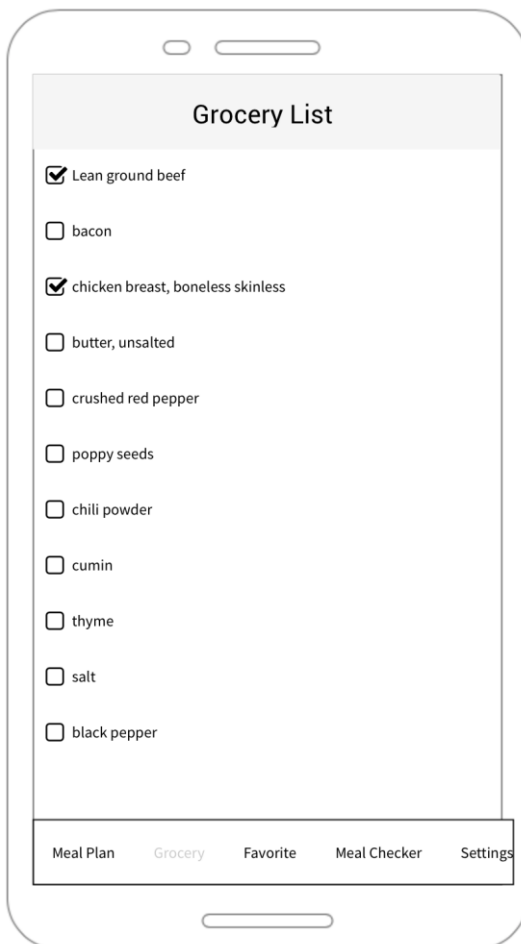 Grocery List
Lean ground beef
bacon
chicken breast, boneless skinless
butter, unsalted
crushed red pepper
poppy seeds
chili powder
cumin
thyme
salt
black pepper
Meal Plan Grocery Favorite Meal Checker Settings